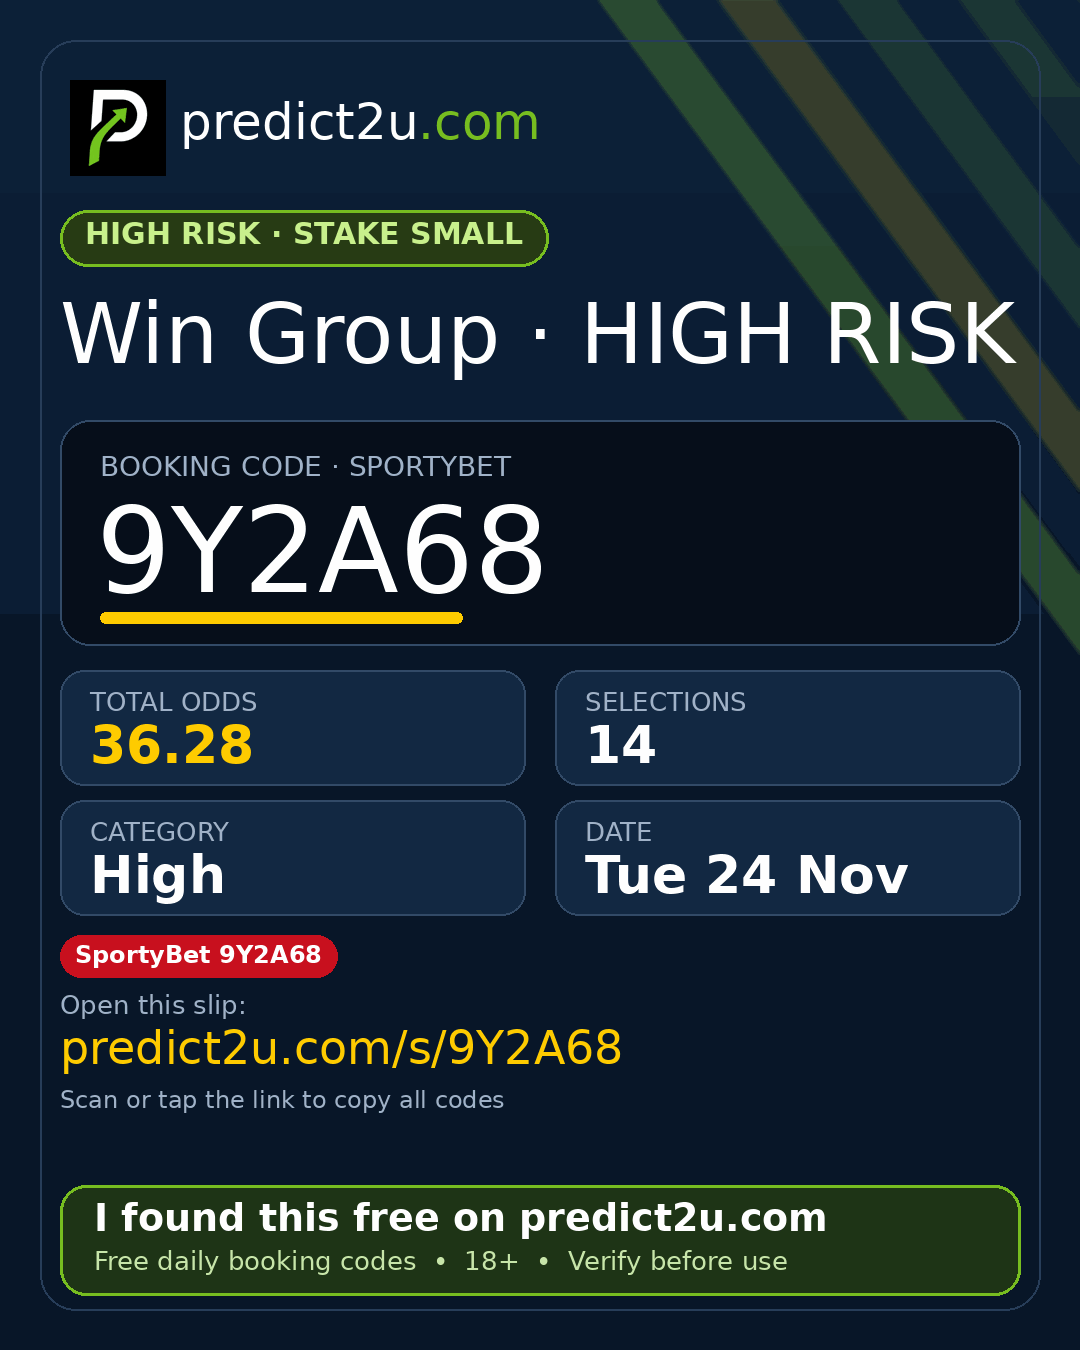 predict2u.com
HIGH RISK · STAKE SMALL
Win Group · HIGH RISK
BOOKING CODE · SPORTYBET
9Y2A68
TOTAL ODDS
36.28
SELECTIONS
14
CATEGORY
High
DATE
Tue 24 Nov
SportyBet 9Y2A68
Open this slip:
predict2u.com/s/9Y2A68
Scan or tap the link to copy all codes
I found this free on predict2u.com
Free daily booking codes • 18+ • Verify before use